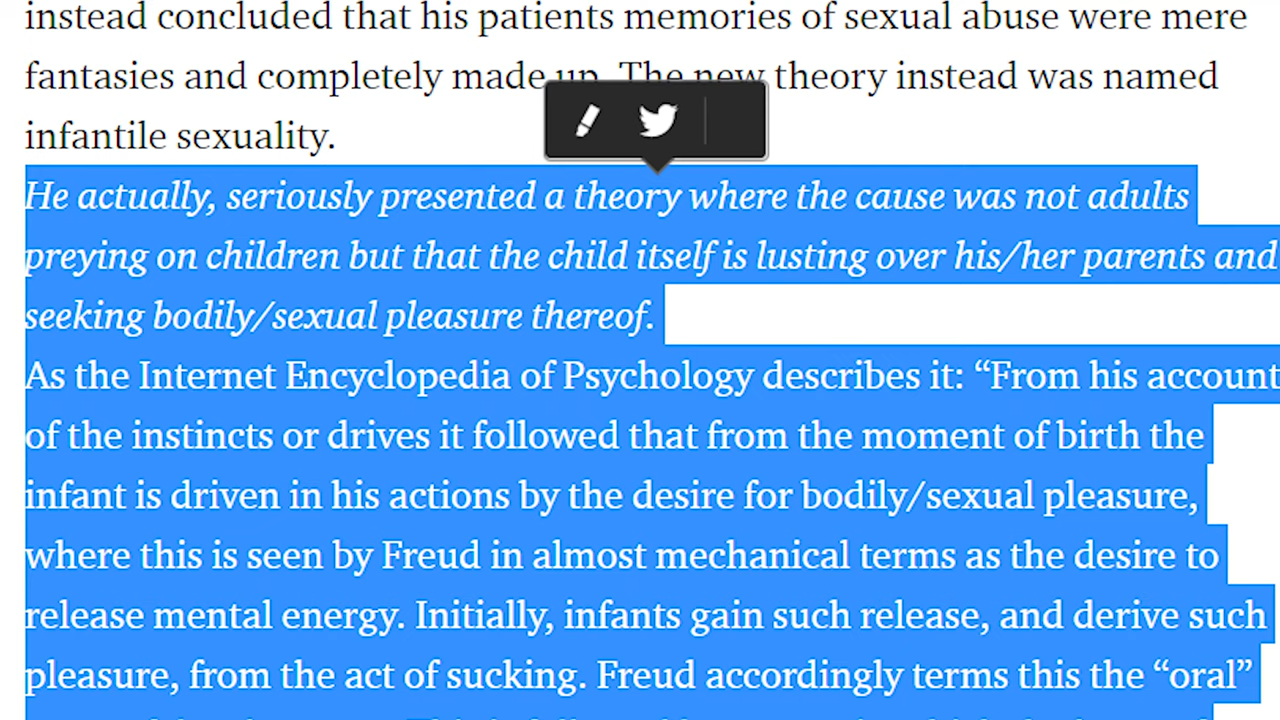 instead concluded that his patients memories of sexual abuse were mere
fantasies and completely made up. The new theory instead was named
infantile sexuality.
He actually, seriously presented a theory where the cause was not adults
preying on children but that the child itself is lusting over his/her parents and
seeking bodily/sexual pleasure thereof.
As the Internet Encyclopedia of Psychology describes it: “From his account
of the instincts or drives it followed that from the moment of birth the
infant is driven in his actions by the desire for bodily/sexual pleasure,
where this is seen by Freud in almost mechanical terms as the desire to
release mental energy. Initially, infants gain such release, and derive such
pleasure, from the act of sucking. Freud accordingly terms this the “oral”